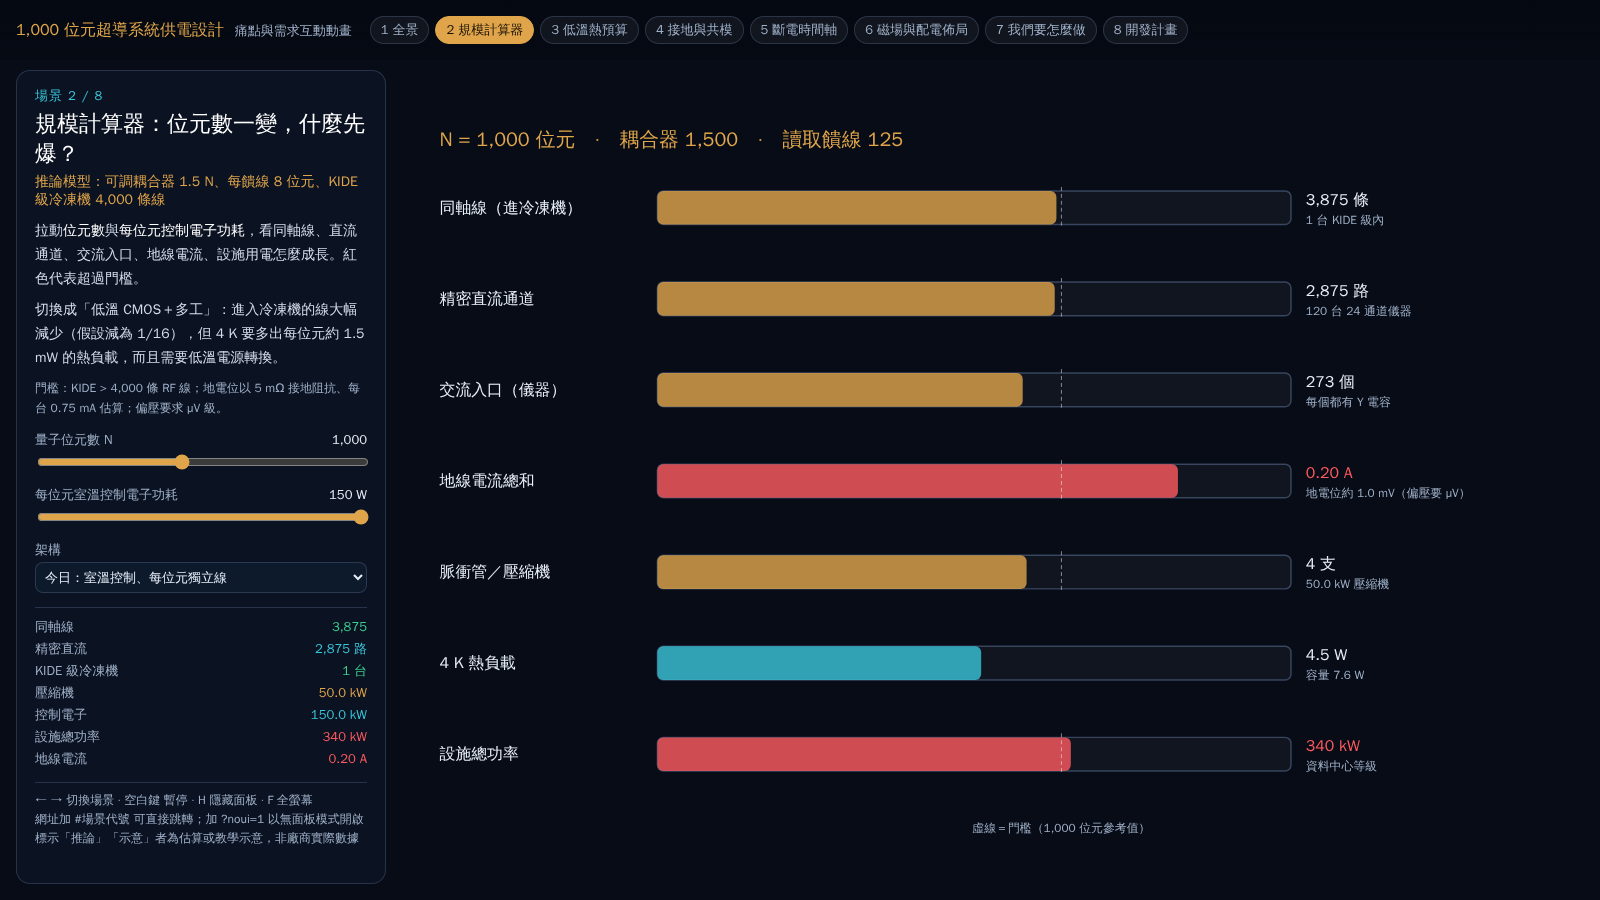 1,000 位元超導系統供電設計 痛點與需求互動動畫 1 全景 2 規模計算器 3 低溫熱預算 4 接地與共模 5 斷電時間軸 6 磁場與配電佈局 7 我們要怎麼做 8 開發計畫
場景 2 / 8
規模計算器：位元數一變，什麼先
爆？
推論模型：可調耦合器 1.5 N、每饋線 8 位元、KIDE
級冷凍機 4,000 條線
拉動位元數與每位元控制電子功耗，看同軸線、直流
通道、交流入口、地線電流、設施用電怎麼成長。紅
色代表超過門檻。
切換成「低溫 CMOS＋多工」：進入冷凍機的線大幅
減少（假設減為 1/16），但 4 K 要多出每位元約 1.5
mW 的熱負載，而且需要低溫電源轉換。
門檻：KIDE > 4,000 條 RF 線；地電位以 5 mΩ 接地阻抗、每
台 0.75 mA 估算；偏壓要求 µV 級。
量子位元數 N 1,000
每位元室溫控制電子功耗 150 W
架構
今日：室溫控制、每位元獨立線
同軸線 3,875
精密直流 2,875 路
KIDE 級冷凍機 1 台
壓縮機 50.0 kW
控制電子 150.0 kW
設施總功率 340 kW
地線電流 0.20 A
← → 切換場景 · 空白鍵 暫停 · H 隱藏面板 · F 全螢幕
網址加 #場景代號 可直接跳轉；加 ?noui=1 以無面板模式開啟
標示「推論」「示意」者為估算或教學示意，非廠商實際數據
N＝1,000 位元 · 耦合器 1,500 · 讀取饋線 125
同軸線（進冷凍機） 3,875 條
1 台 KIDE 級內
精密直流通道 2,875 路
120 台 24 通道儀器
交流入口（儀器） 273 個
每個都有 Y 電容
地線電流總和 0.20 A
地電位約 1.0 mV（偏壓要 µV）
脈衝管／壓縮機 4 支
50.0 kW 壓縮機
4 K 熱負載 4.5 W
容量 7.6 W
設施總功率 340 kW
資料中心等級
虛線＝門檻（1,000 位元參考值）